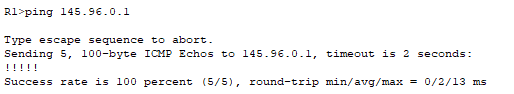 R1>ping 145.96.0.1
Type escape sequence to abort.
Sending 5, 100-byte ICMP Echos to 145.96.0.1, timeout is 2 seconds:
!!!!!
Success rate is 100 percent (5/5), round-trip min/avg/max = 0/2/13 ms